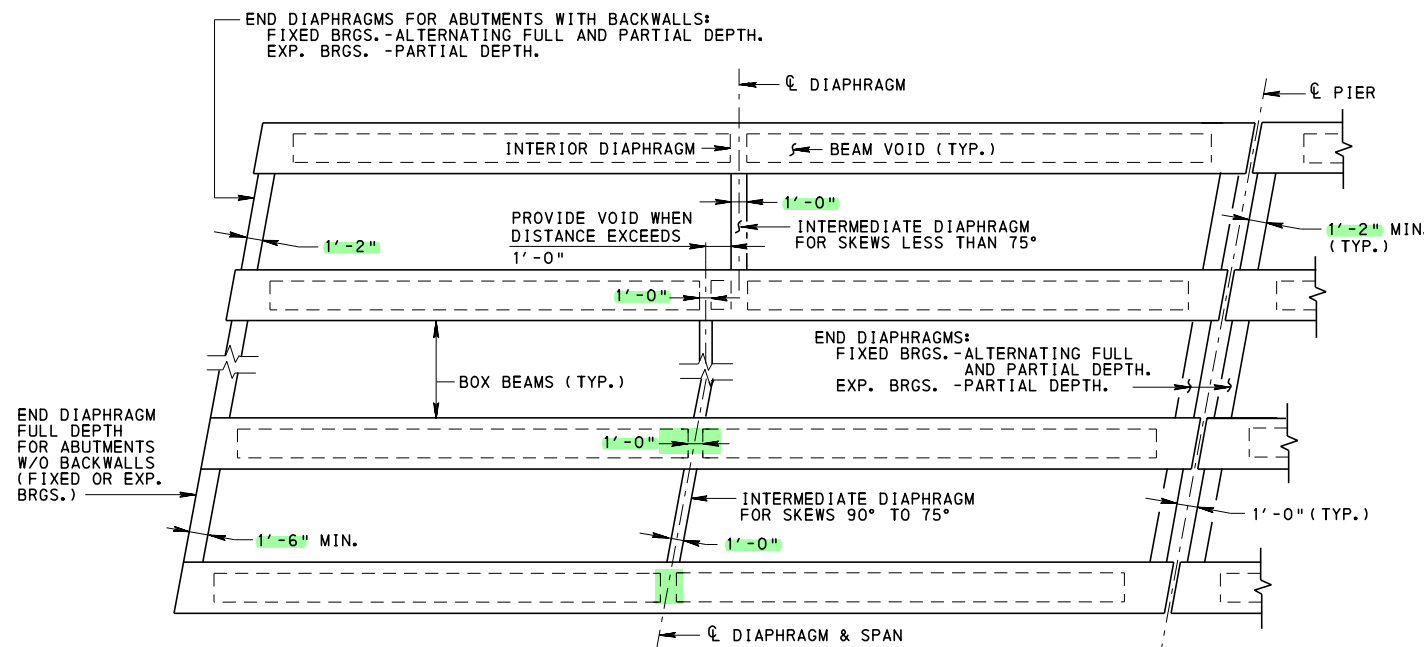 END DIAPHRAGMS FOR ABUTMENTS WITH BACKWALLS:
FIXED BRGS.-ALTERNATING FULL AND PARTIAL DEPTH.
EXP. BRGS. -PARTIAL DEPTH.
℄ DIAPHRAGM
℄ PIER
INTERIOR DIAPHRAGM
BEAM VOID (TYP.)
1'-0"
PROVIDE VOID WHEN
DISTANCE EXCEEDS
1'-0"
INTERMEDIATE DIAPHRAGM
FOR SKEWS LESS THAN 75°
1'-2"
1'-2" MIN.
(TYP.)
1'-0"
END DIAPHRAGMS:
FIXED BRGS.-ALTERNATING FULL
AND PARTIAL DEPTH.
EXP. BRGS. -PARTIAL DEPTH.
BOX BEAMS (TYP.)
END DIAPHRAGM
FULL DEPTH
FOR ABUTMENTS
W/O BACKWALLS
(FIXED OR EXP.
BRGS.)
1'-0"
INTERMEDIATE DIAPHRAGM
FOR SKEWS 90° TO 75°
1'-0" (TYP.)
1'-6" MIN.
1'-0"
℄ DIAPHRAGM & SPAN